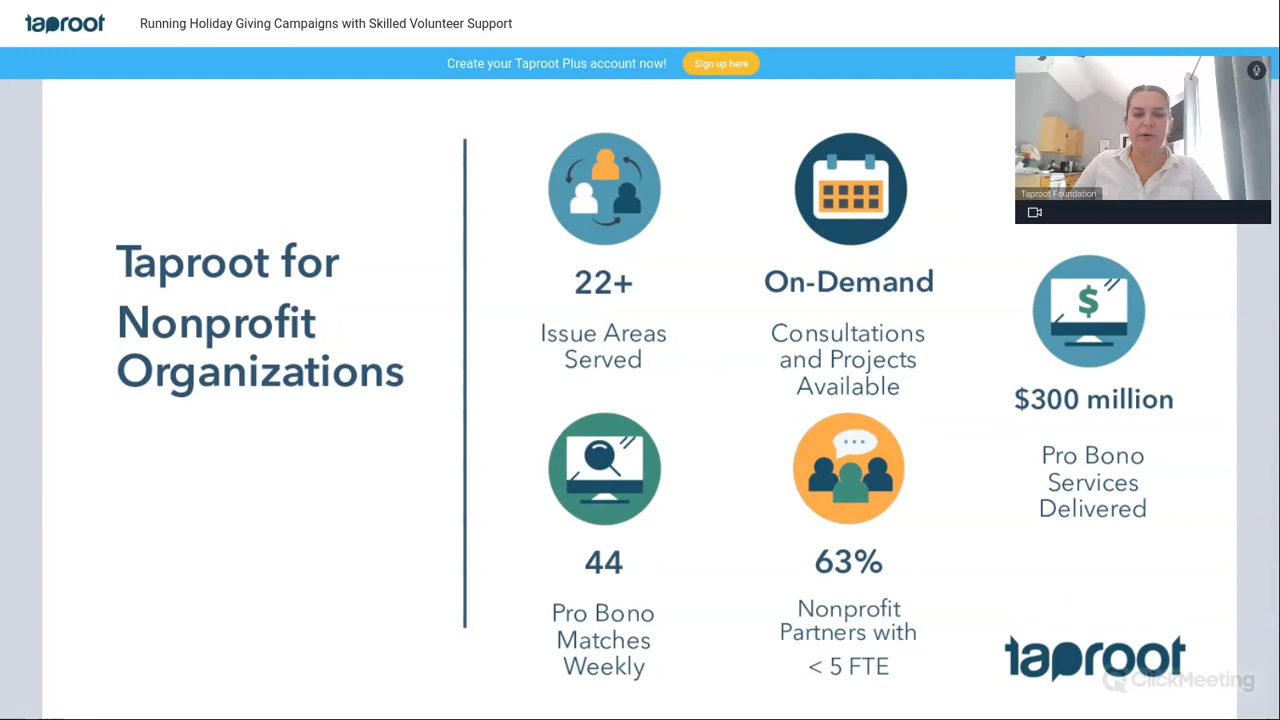 taproot
Running Holiday Giving Campaigns with Skilled Volunteer Support
Create your Taproot Plus account now!
Sign up here
Taproot Foundation
Taproot for
Nonprofit
Organizations
22+
Issue Areas
Served
On-Demand
Consultations
and Projects
Available
$
$300 million
Pro Bono
Services
Delivered
44
Pro Bono
Matches
Weekly
63%
Nonprofit
Partners with
< 5 FTE
taproot
ClickMeeting